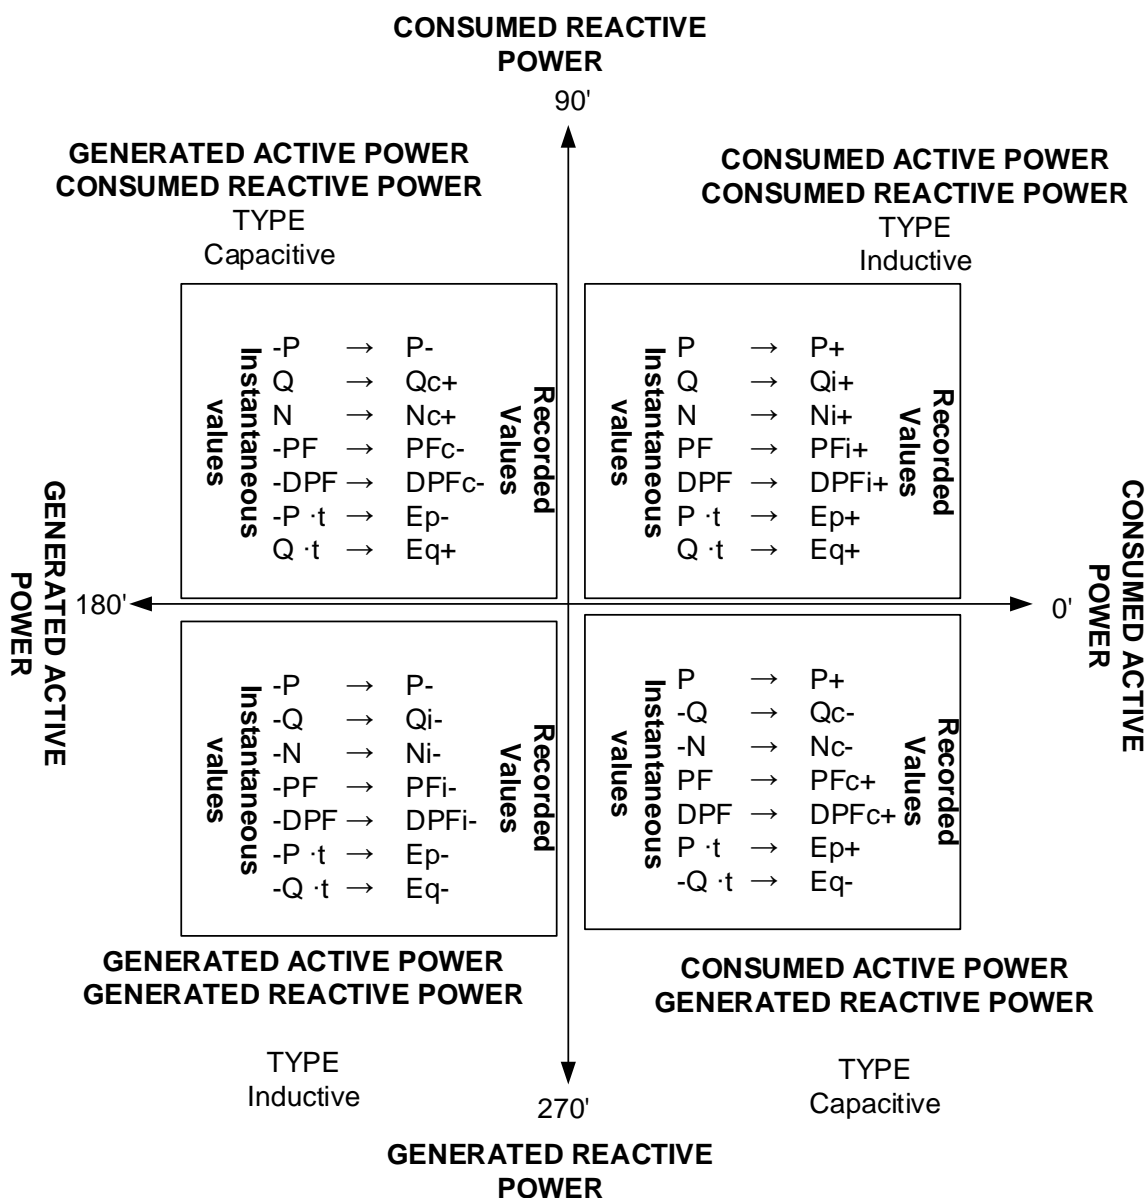 CONSUMED REACTIVE
POWER
90'
GENERATED ACTIVE POWER
CONSUMED REACTIVE POWER
TYPE
Capacitive
CONSUMED ACTIVE POWER
CONSUMED REACTIVE POWER
TYPE
Inductive
Instantaneous
values
-P → P-
Q → Qc+
N → Nc+
-PF → PFc-
-DPF → DPFc-
-P ·t → Ep-
Q ·t → Eq+
Recorded
Values
Instantaneous
values
P → P+
Q → Qi+
N → Ni+
PF → PFi+
DPF → DPFi+
P ·t → Ep+
Q ·t → Eq+
Recorded
Values
GENERATED ACTIVE
POWER
180'
0'
CONSUMED ACTIVE
POWER
Instantaneous
values
-P → P-
-Q → Qi-
-N → Ni-
-PF → PFi-
-DPF → DPFi-
-P ·t → Ep-
-Q ·t → Eq-
Recorded
Values
Instantaneous
values
P → P+
-Q → Qc-
-N → Nc-
PF → PFc+
DPF → DPFc+
P ·t → Ep+
-Q ·t → Eq-
Recorded
Values
GENERATED ACTIVE POWER
GENERATED REACTIVE POWER
TYPE
Inductive
CONSUMED ACTIVE POWER
GENERATED REACTIVE POWER
TYPE
Capacitive
270'
GENERATED REACTIVE
POWER